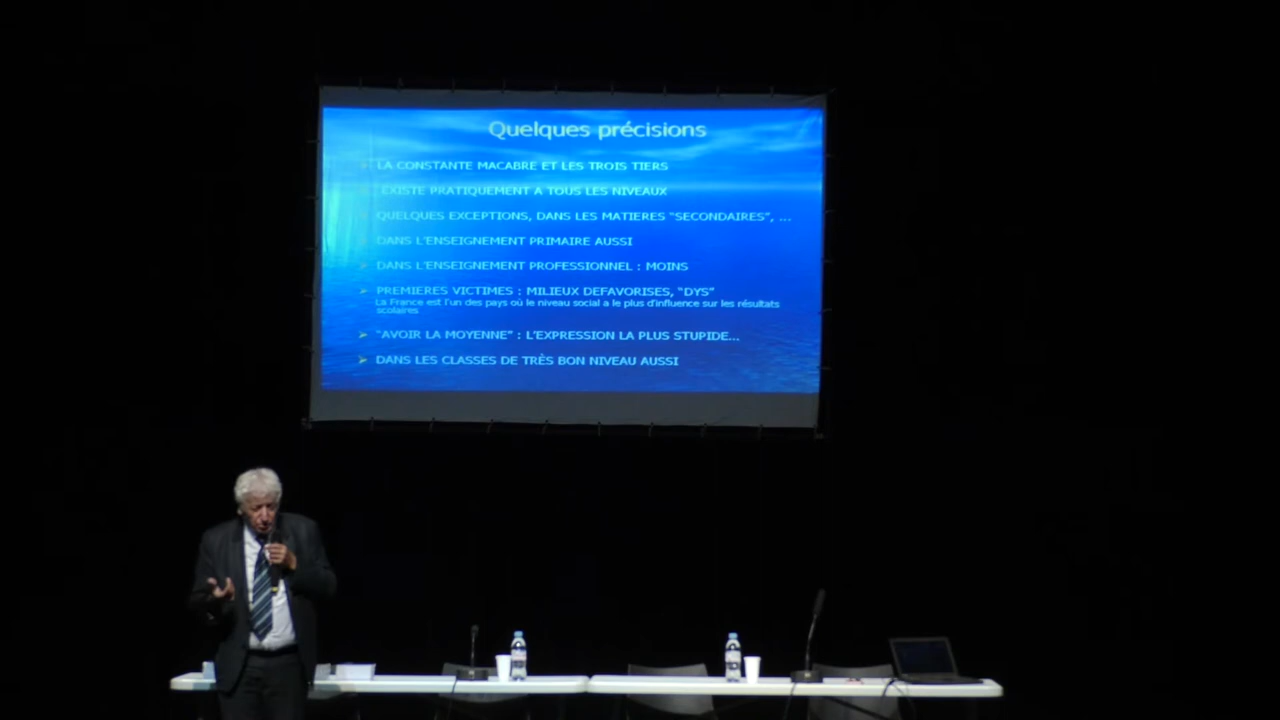 Quelques précisions
LA CONSTANTE MACABRE ET LES TROIS TIERS
EXISTE PRATIQUEMENT A TOUS LES NIVEAUX
QUELQUES EXCEPTIONS, DANS LES MATIERES "SECONDAIRES", ...
DANS L'ENSEIGNEMENT PRIMAIRE AUSSI
DANS L'ENSEIGNEMENT PROFESSIONNEL : MOINS
➢ PREMIERES VICTIMES : MILIEUX DEFAVORISES, "DYS"
La France est l'un des pays où le niveau social a le plus d'influence sur les résultats
scolaires
➢ "AVOIR LA MOYENNE" : L'EXPRESSION LA PLUS STUPIDE...
➢ DANS LES CLASSES DE TRÈS BON NIVEAU AUSSI